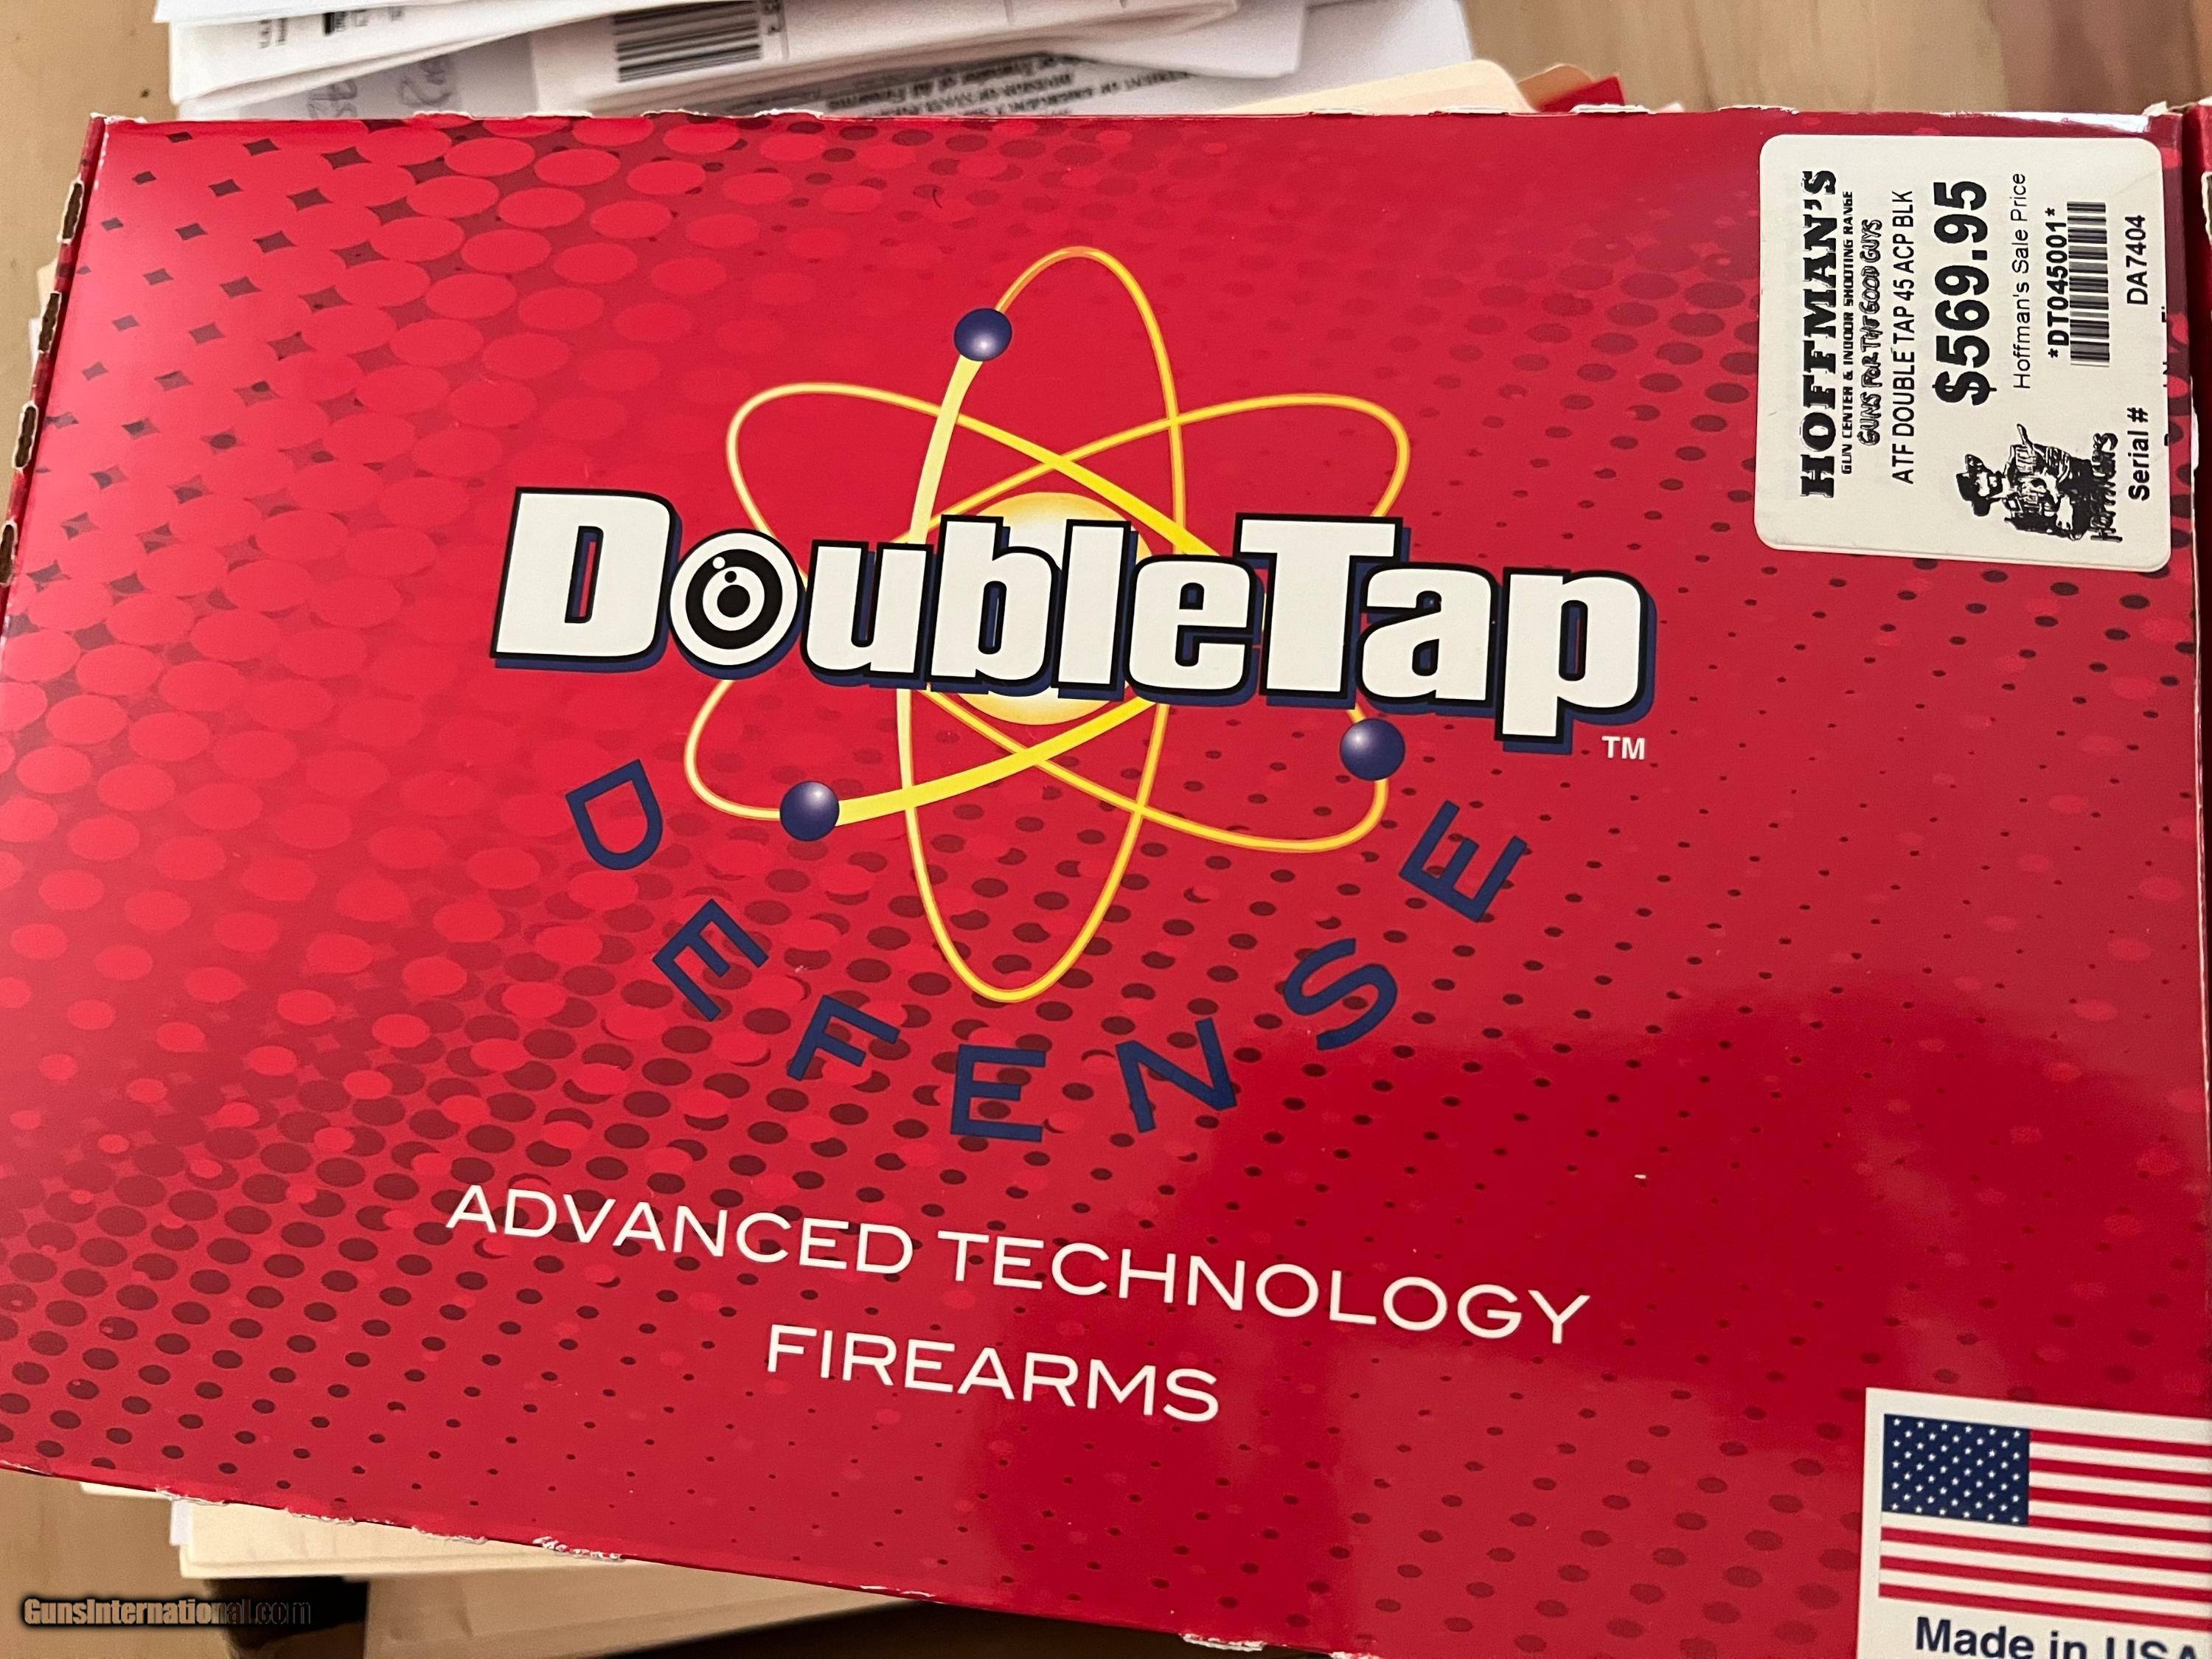 HOFFMAN'S
GUN CENTER & INDOOR SHOOTING RANGE
GUNS FOR THE GOOD GUYS
ATF DOUBLE TAP 45 ACP BLK
$569.95
Hoffman's Sale Price
*DT045001*
Serial # DA7404
HOFFMAN'S
DoubleTap
TM
DEFENSE
ADVANCED TECHNOLOGY
FIREARMS
Made in USA
GunsInternational.com